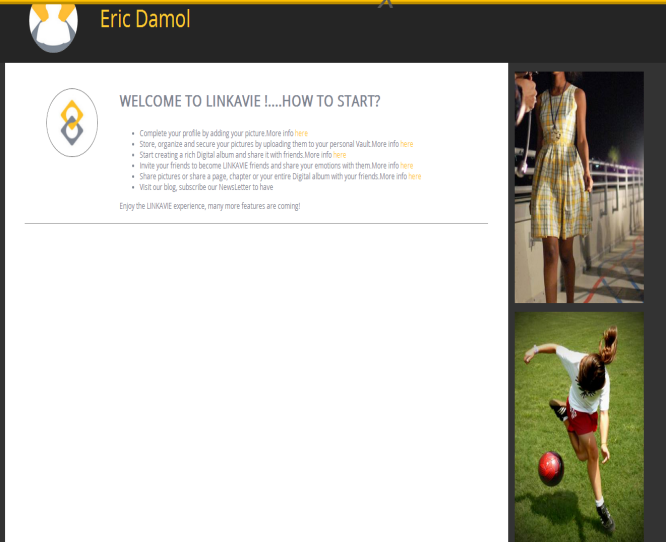 Eric Damol
WELCOME TO LINKAVIE !....HOW TO START?
Complete your profile by adding your picture.More info here
Store, organize and secure your pictures by uploading them to your personal Vault.More info here
Start creating a rich Digital album and share it with friends.More info here
Invite your friends to become LINKAVIE friends and share your emotions with them.More info here
Share pictures or share a page, chapter or your entire Digital album with your friends.More info here
Visit our blog, subscribe our NewsLetter to have
Enjoy the LINKAVIE experience, many more features are coming!